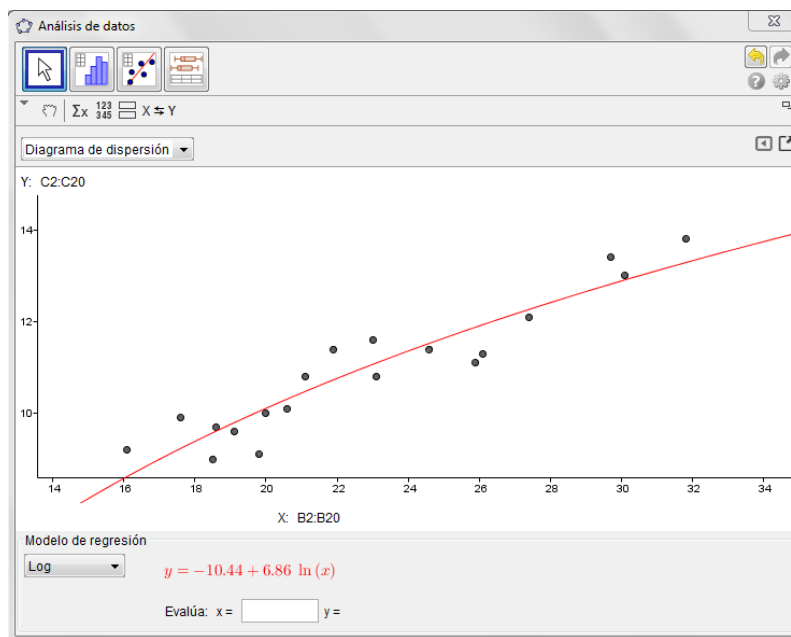 Análisis de datos
Σx 123 345 X ⇆ Y
Diagrama de dispersión
Y: C2:C20
14
12
10
14 16 18 20 22 24 26 28 30 32 34
X: B2:B20
Modelo de regresión
Log y = −10.44 + 6.86 ln (x)
Evalúa: x = y =